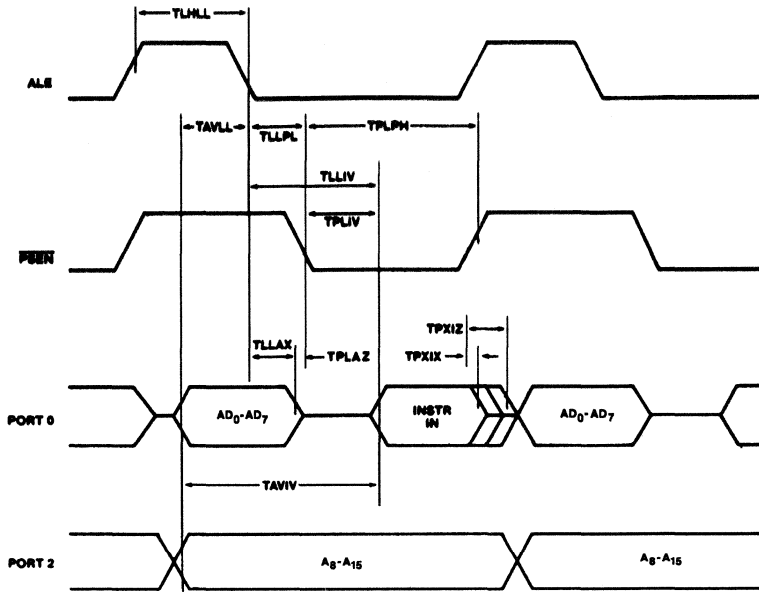 TLHLL
ALE
TAVLL
TLLPL
TPLPH
TLLIV
TPLIV
PSEN
TPXIZ
TLLAX
TPLAZ
TPXIX
PORT 0
AD0-AD7
INSTR
IN
AD0-AD7
TAVIV
PORT 2
A8-A15
A8-A15